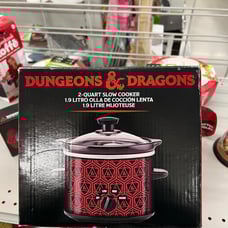 DUNGEONS & DRAGONS
2-QUART SLOW COOKER
1.9 LITRO OLLA DE COCCIÓN LENTA
1.9 LITRE MIJOTEUSE